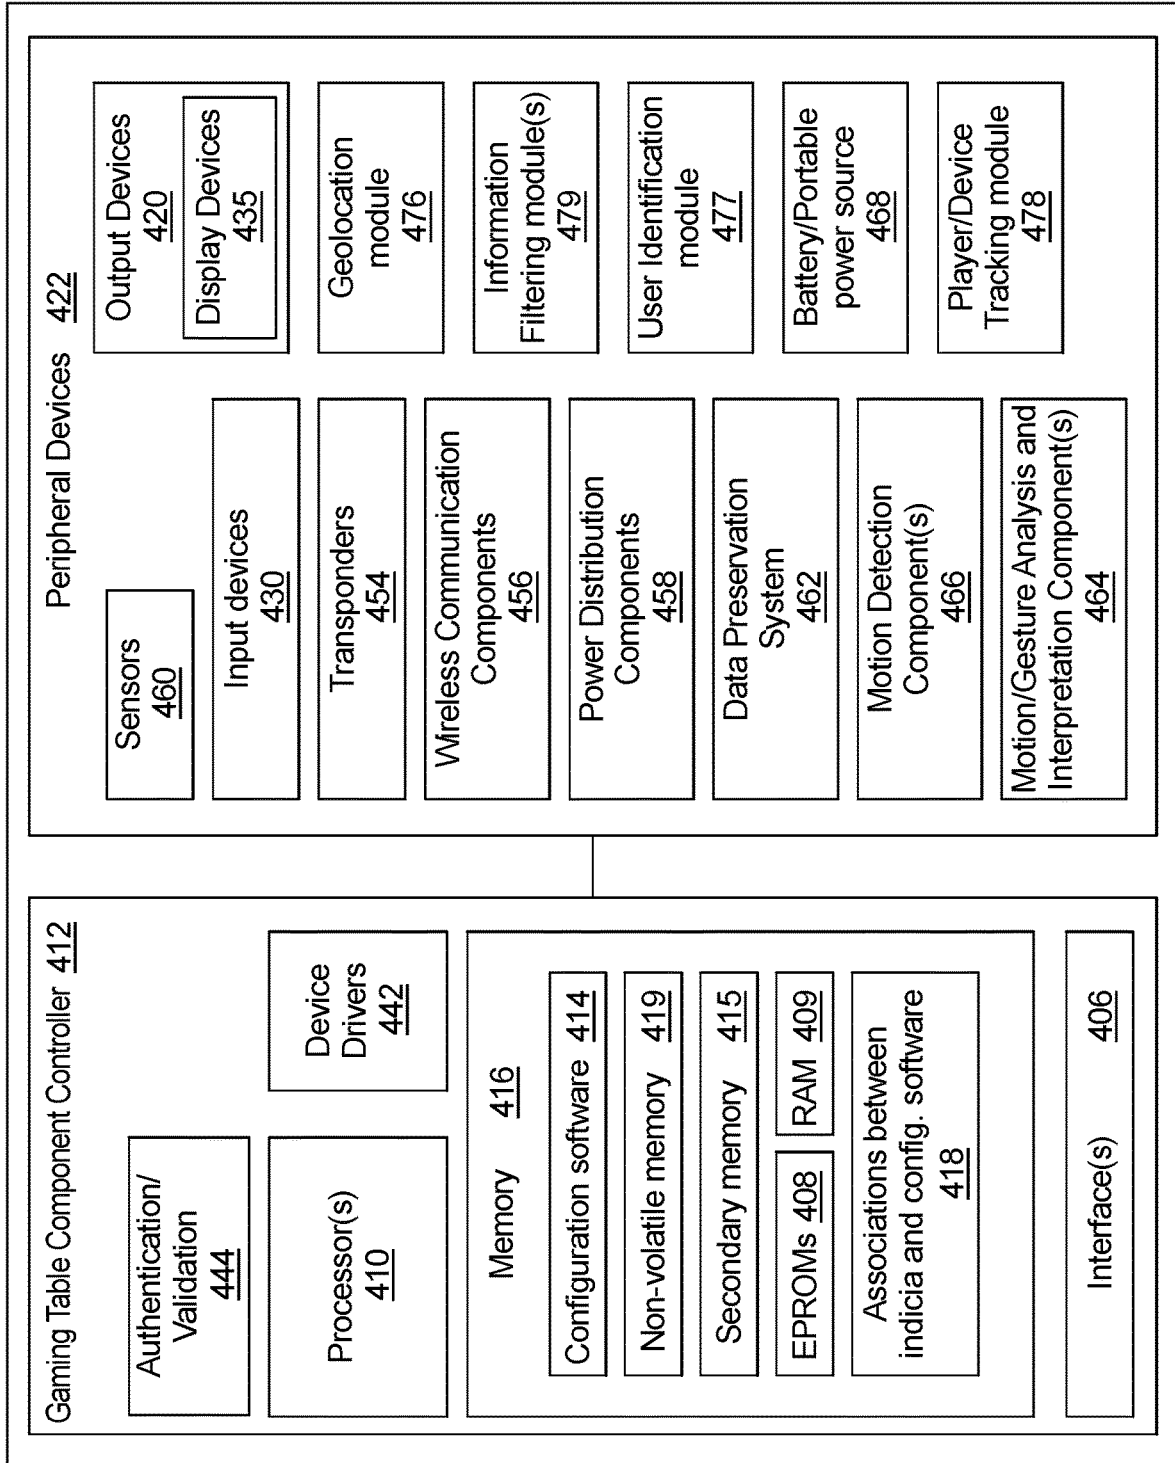 Gaming Table Component Controller 412
Authentication/
Validation
444
Processor(s)
410
Device
Drivers
442
Memory 416
Configuration software 414
Non-volatile memory 419
Secondary memory 415
EPROMs 408
RAM 409
Associations between
indicia and config. software
418
Interface(s) 406
Peripheral Devices 422
Sensors
460
Input devices
430
Transponders
454
Wireless Communication
Components
456
Power Distribution
Components
458
Data Preservation
System
462
Motion Detection
Component(s)
466
Motion/Gesture Analysis and
Interpretation Component(s)
464
Output Devices
420
Display Devices
435
Geolocation
module
476
Information
Filtering module(s)
479
User Identification
module
477
Battery/Portable
power source
468
Player/Device
Tracking module
478